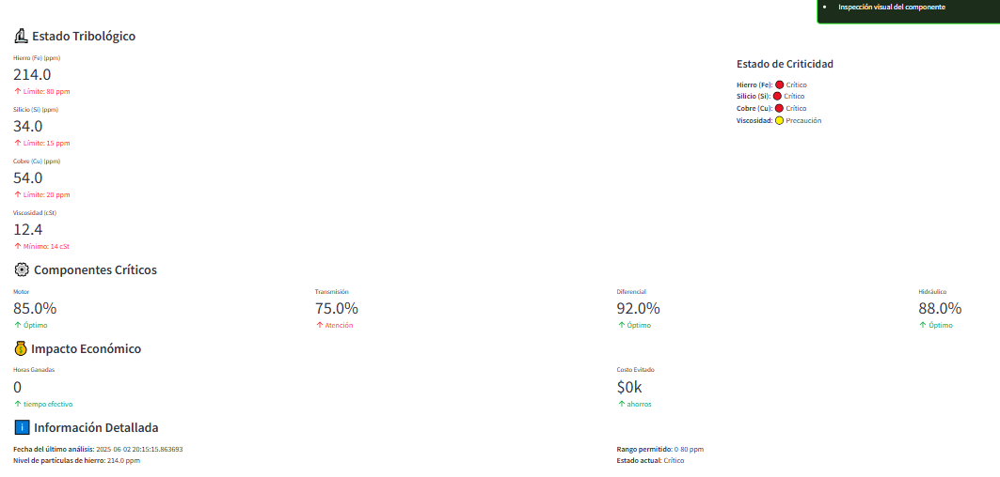 Inspección visual del componente
Estado Tribológico
Hierro (Fe) (ppm)
214.0
↑ Límite: 80 ppm
Silicio (Si) (ppm)
34.0
↑ Límite: 15 ppm
Cobre (Cu) (ppm)
54.0
↑ Límite: 20 ppm
Viscosidad (cSt)
12.4
↑ Mínimo: 14 cSt
Estado de Criticidad
Hierro (Fe): Crítico
Silicio (Si): Crítico
Cobre (Cu): Crítico
Viscosidad: Precaución
Componentes Críticos
Motor
85.0%
↑ Óptimo
Transmisión
75.0%
↑ Atención
Diferencial
92.0%
↑ Óptimo
Hidráulico
88.0%
↑ Óptimo
Impacto Económico
Horas Ganadas
0
↑ tiempo efectivo
Costo Evitado
$0k
↑ ahorros
Información Detallada
Fecha del último análisis: 2025-06-02 20:15:15.863693
Nivel de partículas de hierro: 214.0 ppm
Rango permitido: 0-80 ppm
Estado actual: Crítico